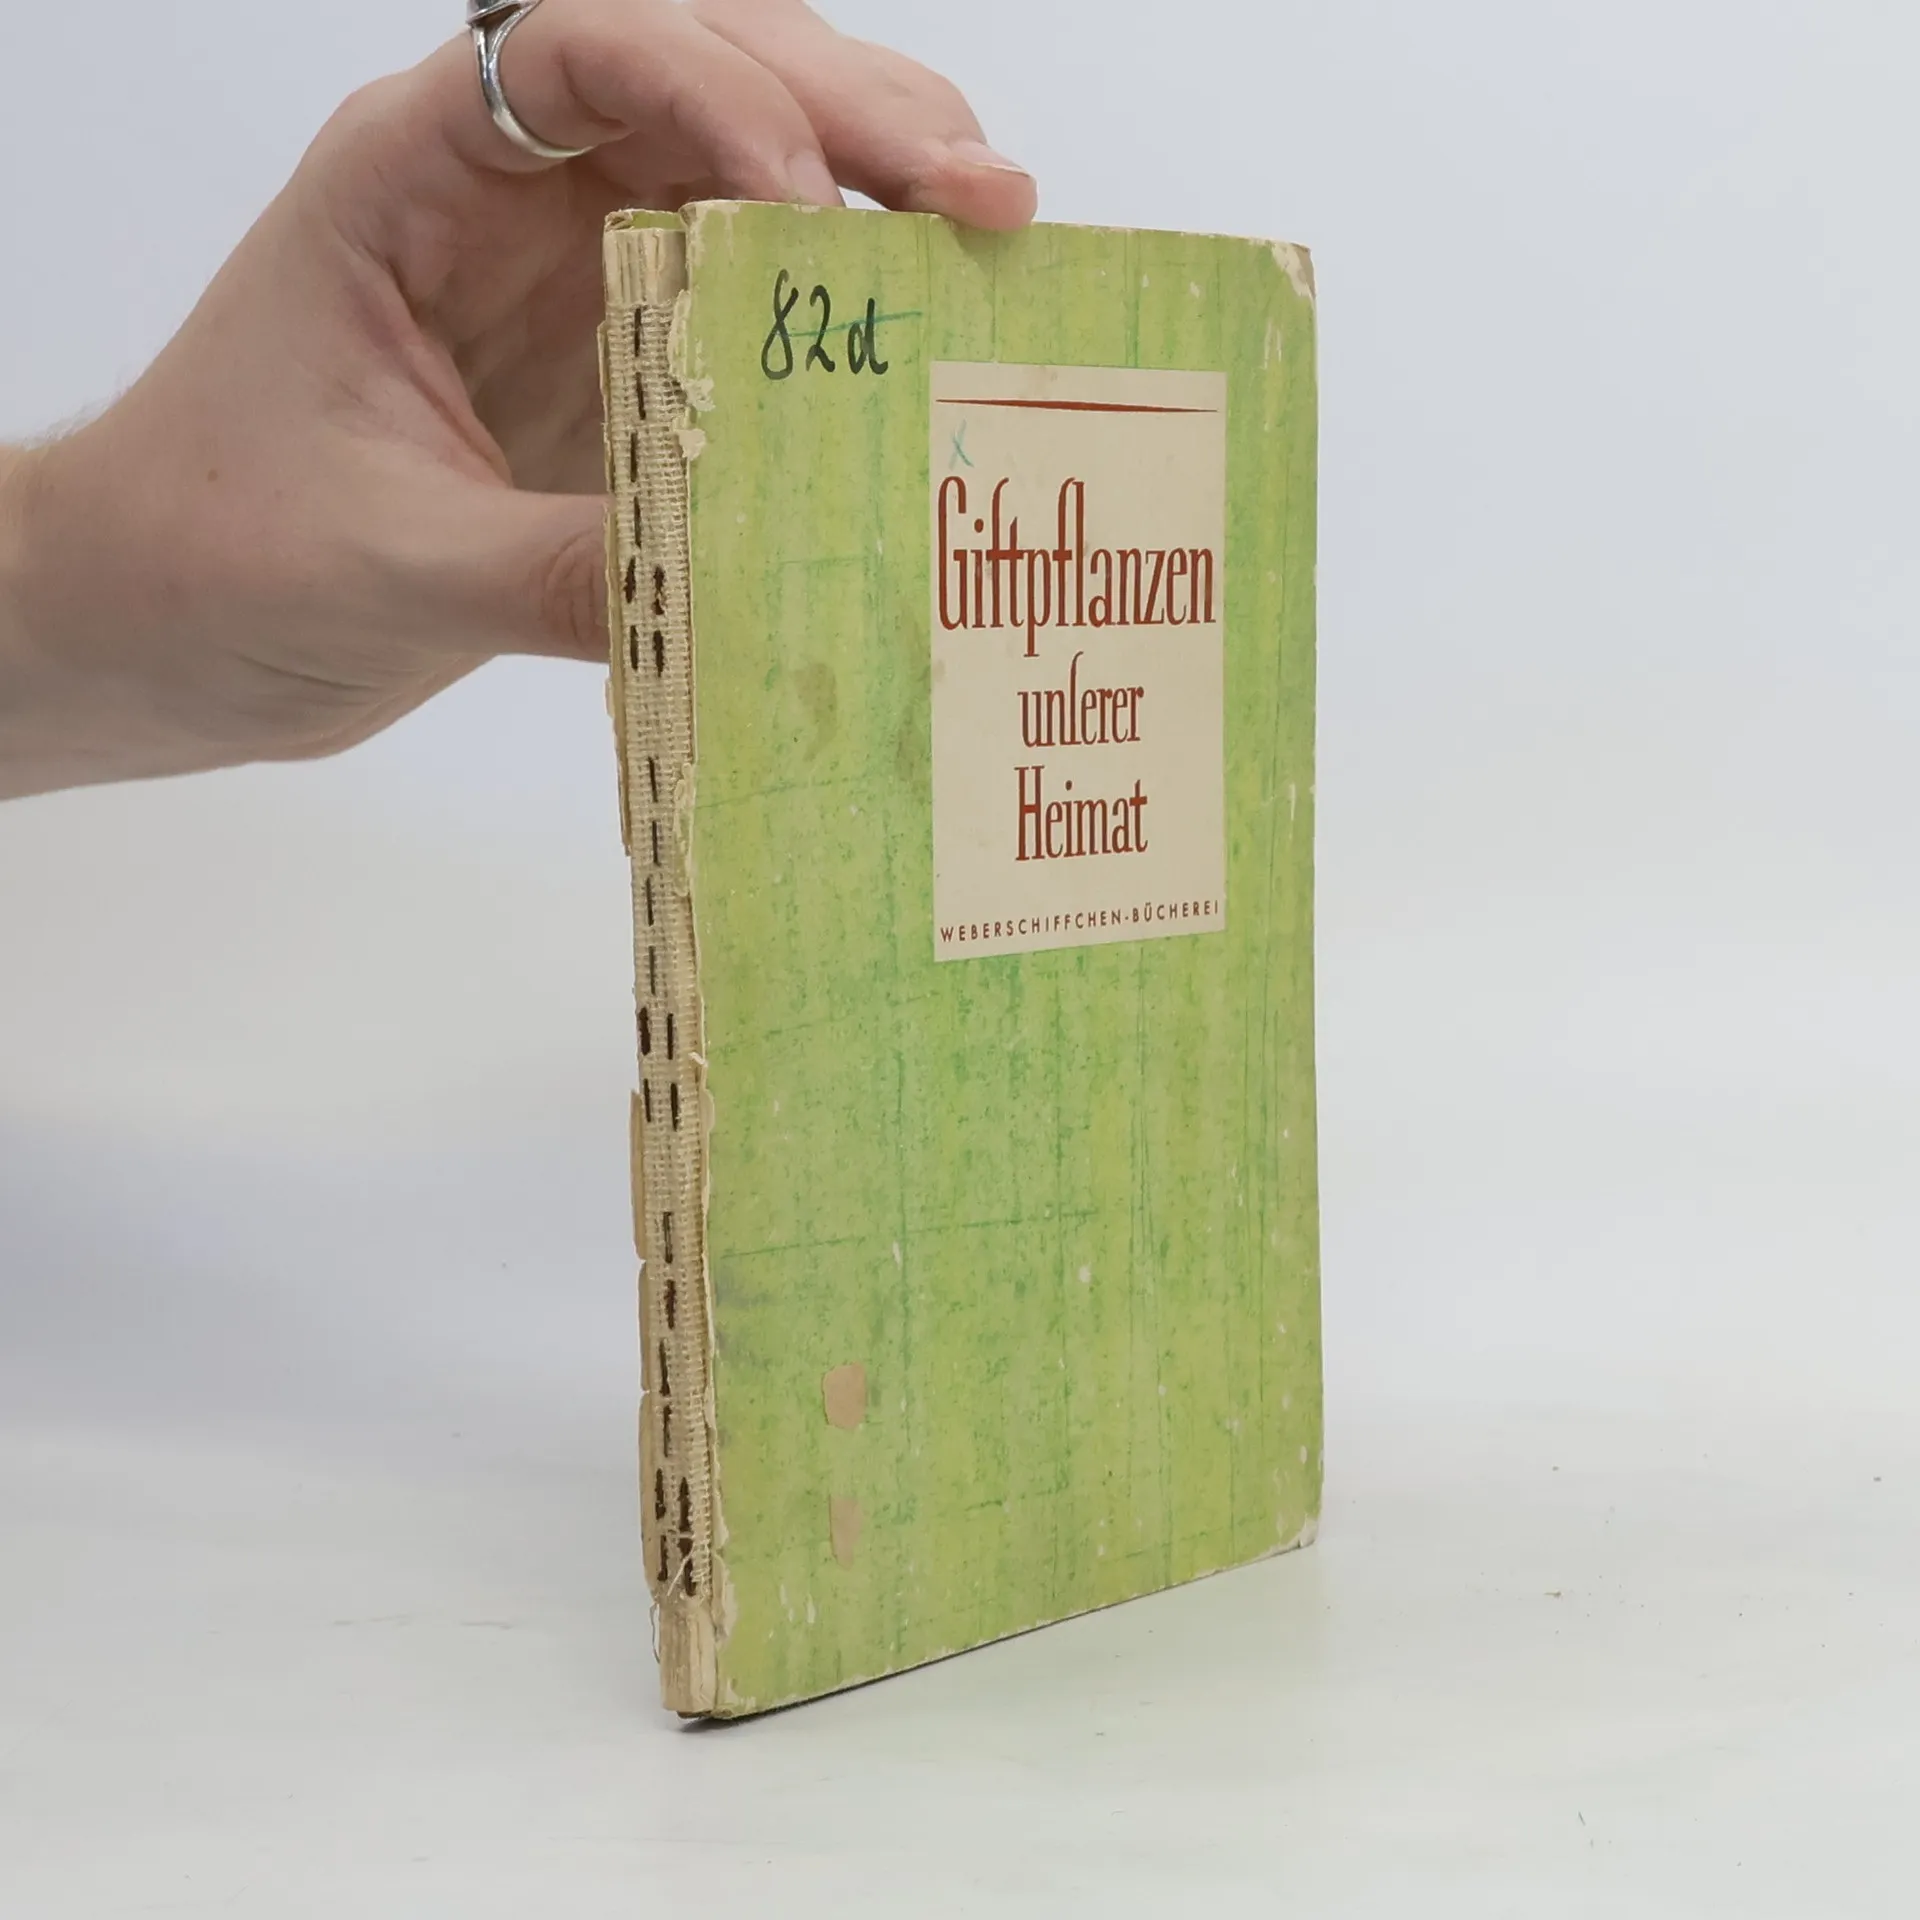 82d
x
Giftpflanzen
unſerer
Heimat
WEBERSCHIFFCHEN-BÜCHEREI